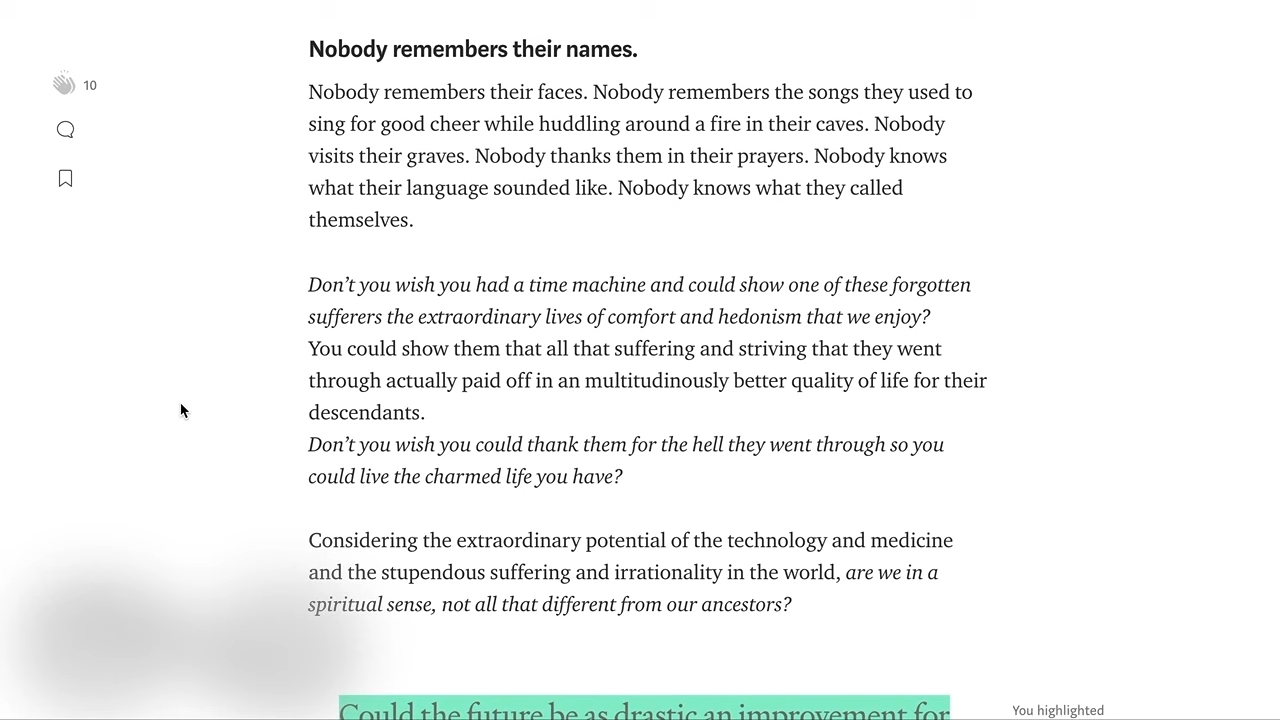 Nobody remembers their names.
10
Nobody remembers their faces. Nobody remembers the songs they used to
sing for good cheer while huddling around a fire in their caves. Nobody
visits their graves. Nobody thanks them in their prayers. Nobody knows
what their language sounded like. Nobody knows what they called
themselves.
Don’t you wish you had a time machine and could show one of these forgotten
sufferers the extraordinary lives of comfort and hedonism that we enjoy?
You could show them that all that suffering and striving that they went
through actually paid off in an multitudinously better quality of life for their
descendants.
Don’t you wish you could thank them for the hell they went through so you
could live the charmed life you have?
Considering the extraordinary potential of the technology and medicine
and the stupendous suffering and irrationality in the world, are we in a
spiritual sense, not all that different from our ancestors?
Could the future be as drastic an improvement for
You highlighted